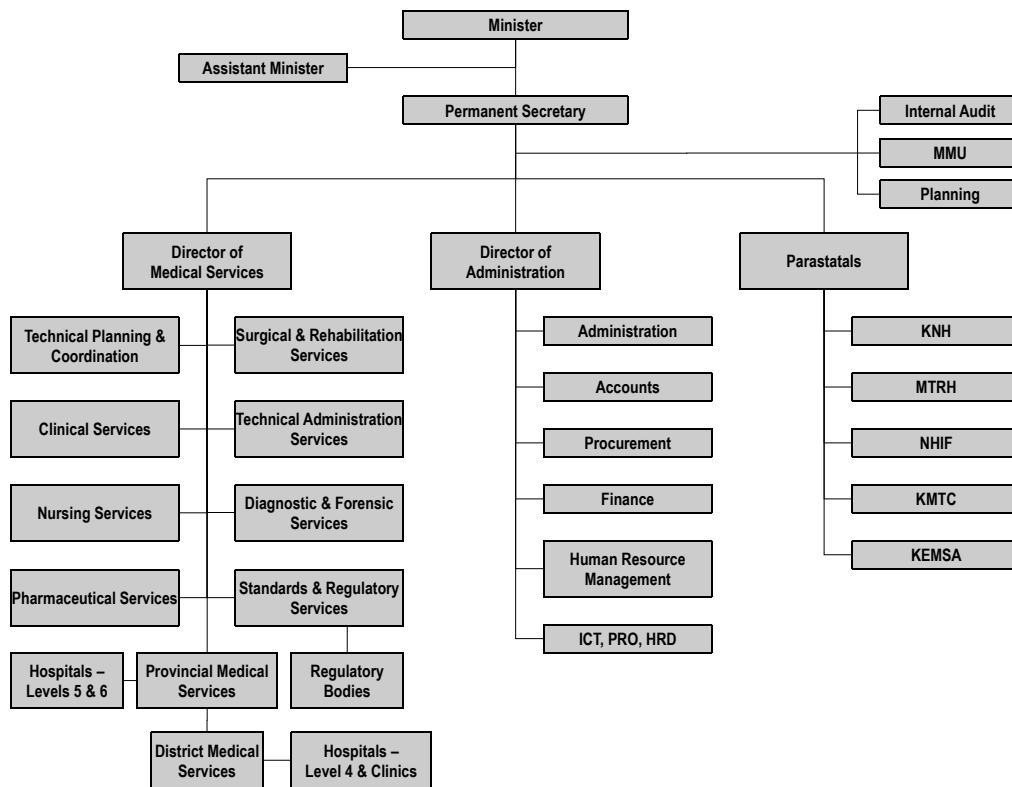 Minister
Assistant Minister
Permanent Secretary
Internal Audit
MMU
Planning
Director of
Medical Services
Director of
Administration
Parastatals
Technical Planning &
Coordination
Surgical & Rehabilitation
Services
Clinical Services
Technical Administration
Services
Nursing Services
Diagnostic & Forensic
Services
Pharmaceutical Services
Standards & Regulatory
Services
Hospitals –
Levels 5 & 6
Provincial Medical
Services
Regulatory
Bodies
District Medical
Services
Hospitals –
Level 4 & Clinics
Administration
Accounts
Procurement
Finance
Human Resource
Management
ICT, PRO, HRD
KNH
MTRH
NHIF
KMTC
KEMSA